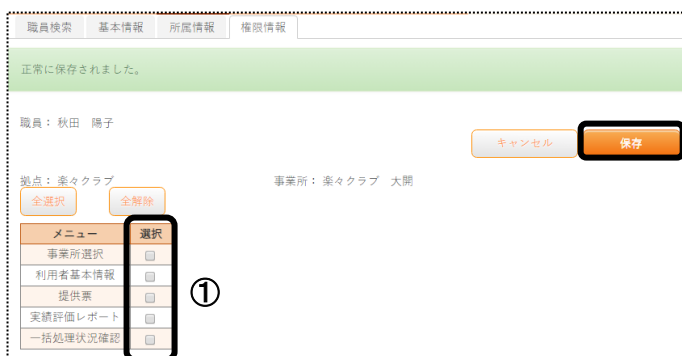 職員検索 基本情報 所属情報 権限情報
正常に保存されました。
職員： 秋田　陽子
キャンセル 保存
拠点： 楽々クラブ 事業所： 楽々クラブ　大開
全選択 全解除
メニュー 選択
事業所選択
利用者基本情報
①
提供票
実績評価レポート
一括処理状況確認